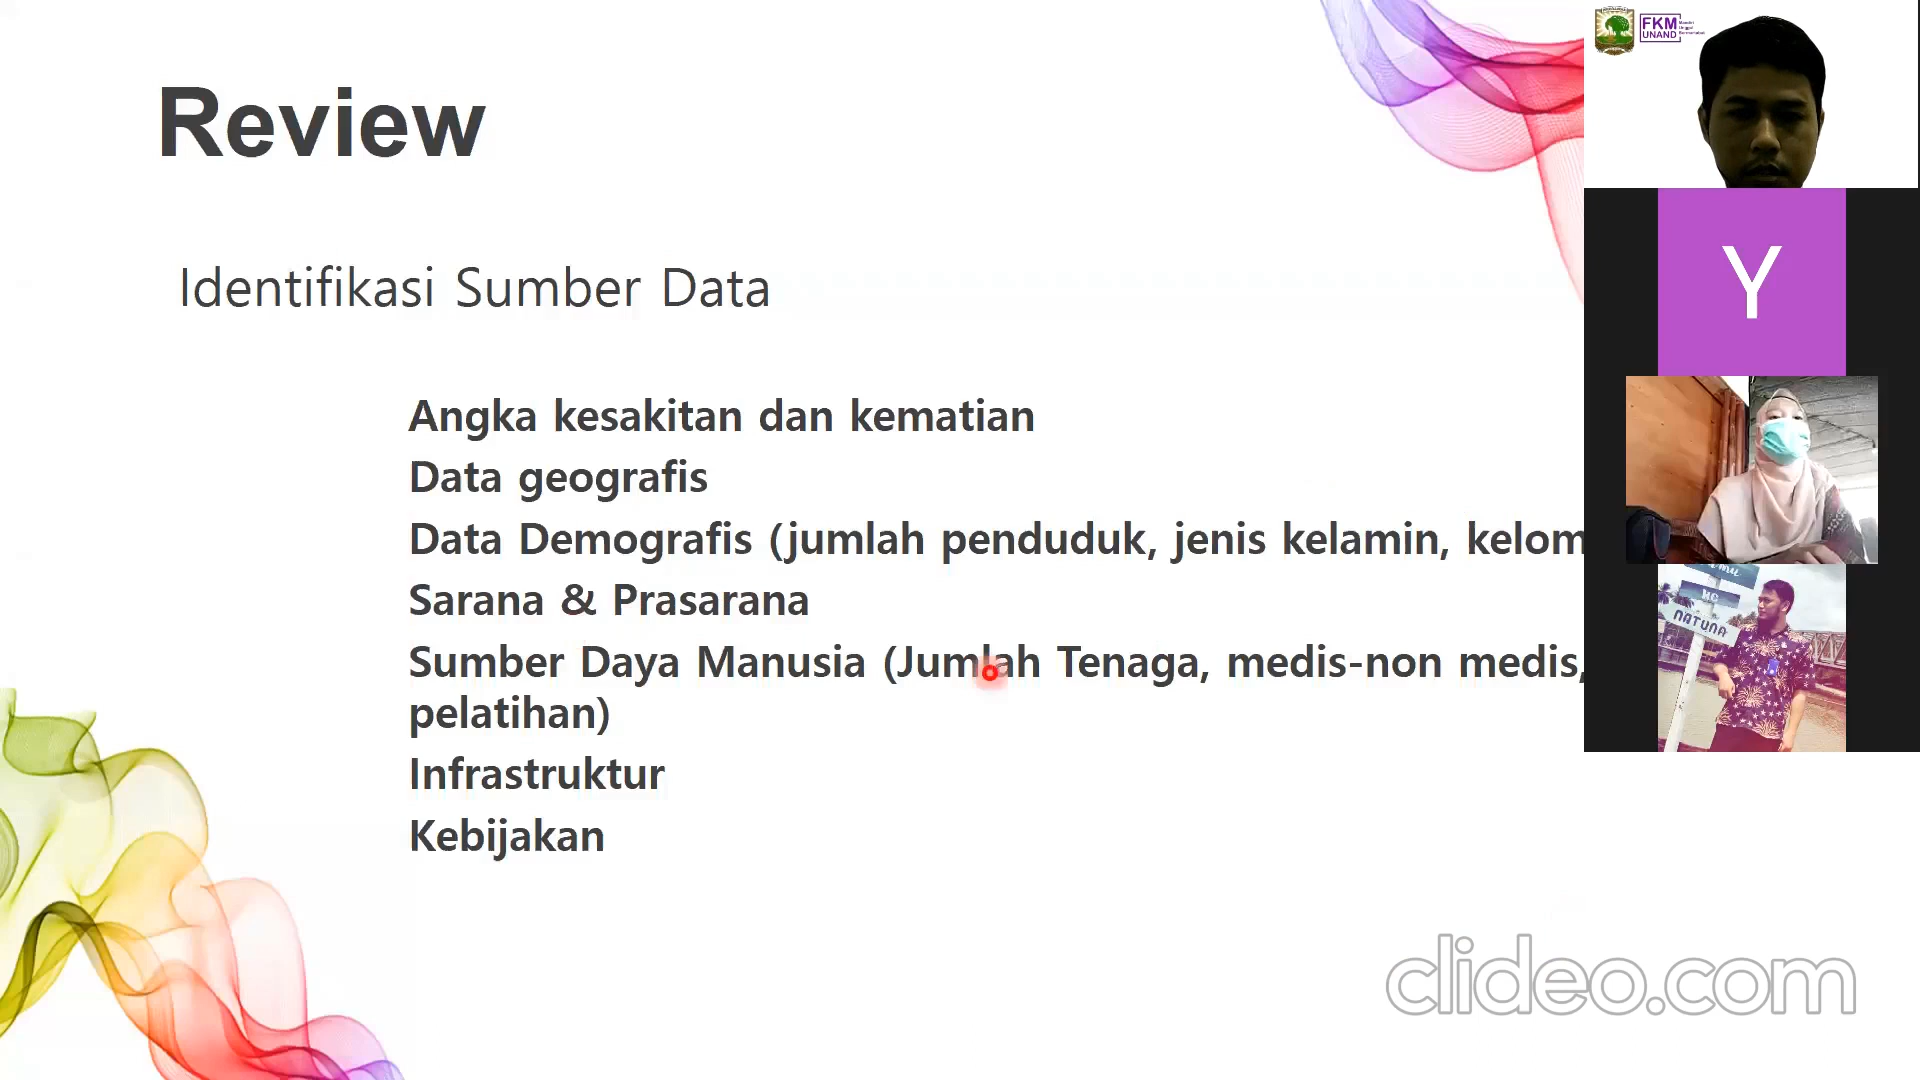 Review
Identifikasi Sumber Data
Angka kesakitan dan kematian
Data geografis
Data Demografis (jumlah penduduk, jenis kelamin, kelom
Sarana & Prasarana
Sumber Daya Manusia (Jumlah Tenaga, medis-non medis,
pelatihan)
Infrastruktur
Kebijakan
FKM
UNAND
Y
NATUNA
clideo.com